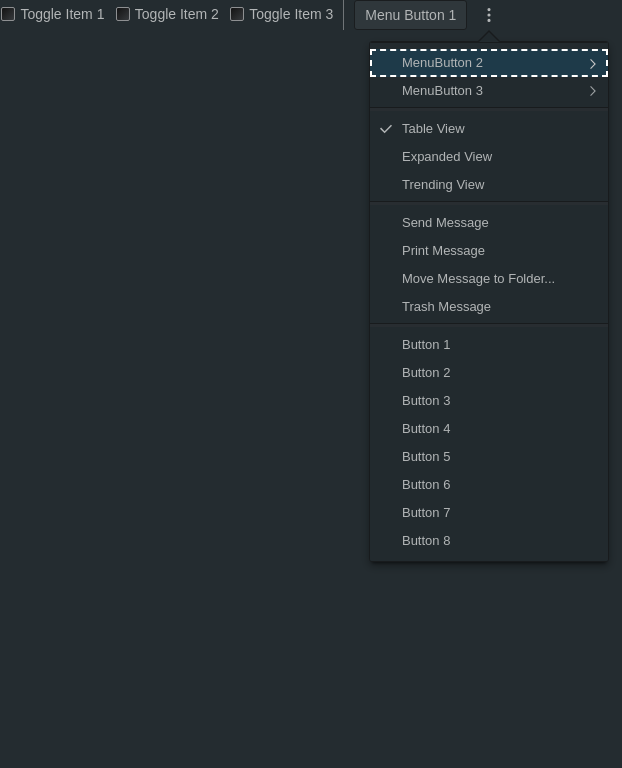 Toggle Item 1 Toggle Item 2 Toggle Item 3 Menu Button 1
MenuButton 2
MenuButton 3
Table View
Expanded View
Trending View
Send Message
Print Message
Move Message to Folder...
Trash Message
Button 1
Button 2
Button 3
Button 4
Button 5
Button 6
Button 7
Button 8